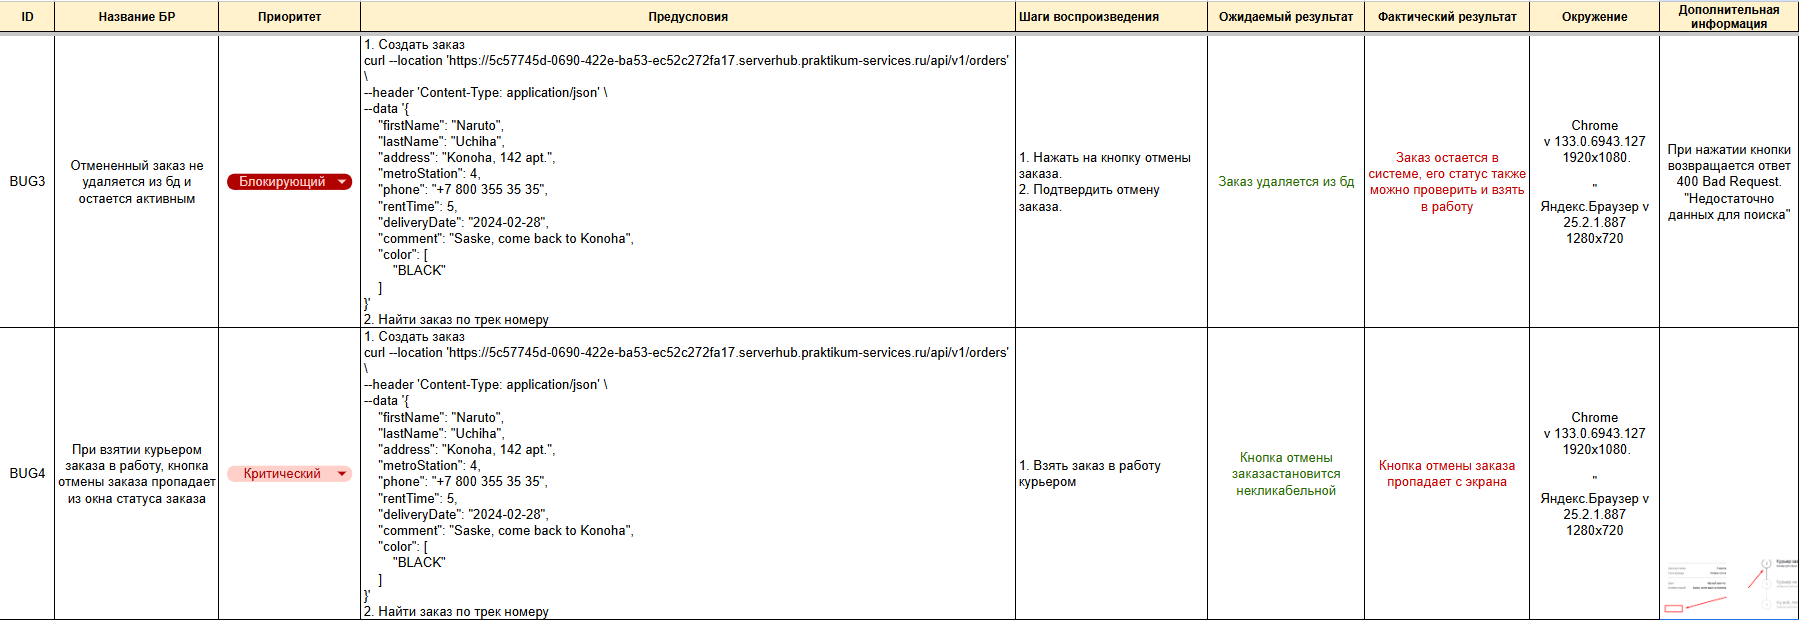 ID
Название БР
Приоритет
Предусловия
Шаги воспроизведения
Ожидаемый результат
Фактический результат
Окружение
Дополнительная
информация
BUG3
Отмененный заказ не
удаляется из бд и
остается активным
Блокирующий
1. Создать заказ
curl --location 'https://5c57745d-0690-422e-ba53-ec52c272fa17.serverhub.praktikum-services.ru/api/v1/orders'
\
--header 'Content-Type: application/json' \
--data '{
"firstName": "Naruto",
"lastName": "Uchiha",
"address": "Konoha, 142 apt.",
"metroStation": 4,
"phone": "+7 800 355 35 35",
"rentTime": 5,
"deliveryDate": "2024-02-28",
"comment": "Saske, come back to Konoha",
"color": [
"BLACK"
]
}'
2. Найти заказ по трек номеру
1. Нажать на кнопку отмены
заказа.
2. Подтвердить отмену
заказа.
Заказ удаляется из бд
Заказ остается в
системе, его статус также
можно проверить и взять
в работу
Chrome
v 133.0.6943.127
1920x1080.
"
Яндекс.Браузер v
25.2.1.887
1280x720
При нажатии кнопки
возвращается ответ
400 Bad Request.
"Недостаточно
данных для поиска"
BUG4
При взятии курьером
заказа в работу, кнопка
отмены заказа пропадает
из окна статуса заказа
Критический
1. Создать заказ
curl --location 'https://5c57745d-0690-422e-ba53-ec52c272fa17.serverhub.praktikum-services.ru/api/v1/orders'
\
--header 'Content-Type: application/json' \
--data '{
"firstName": "Naruto",
"lastName": "Uchiha",
"address": "Konoha, 142 apt.",
"metroStation": 4,
"phone": "+7 800 355 35 35",
"rentTime": 5,
"deliveryDate": "2024-02-28",
"comment": "Saske, come back to Konoha",
"color": [
"BLACK"
]
}'
2. Найти заказ по трек номеру
1. Взять заказ в работу
курьером
Кнопка отмены
заказастановится
некликабельной
Кнопка отмены заказа
пропадает с экрана
Chrome
v 133.0.6943.127
1920x1080.
"
Яндекс.Браузер v
25.2.1.887
1280x720